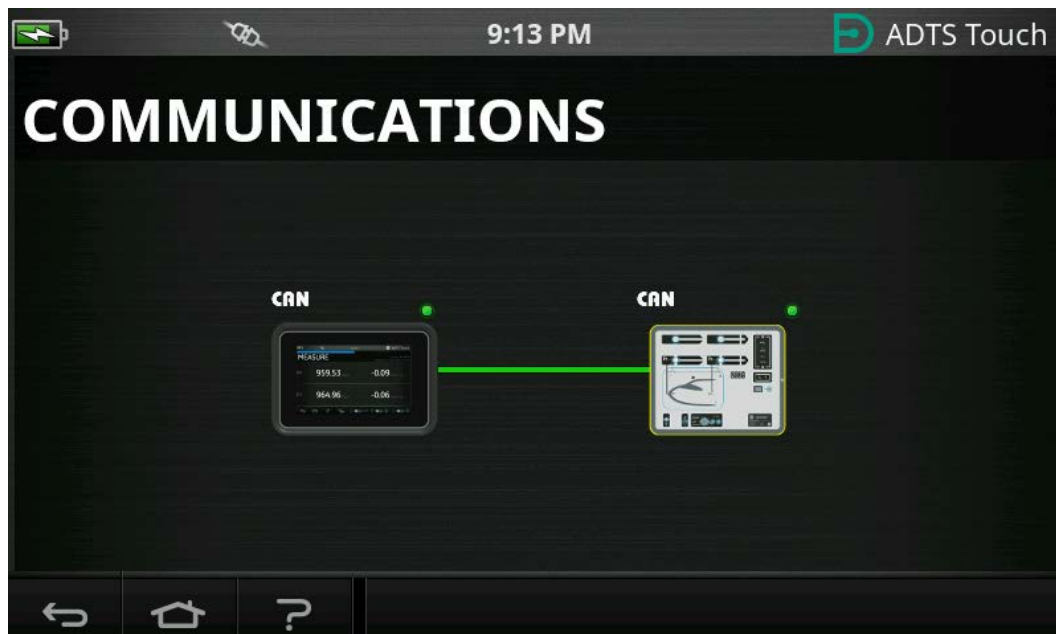 9:13 PM
ADTS Touch
COMMUNICATIONS
CAN
CAN
MEASURE
959.53
-0.09
964.96
-0.06